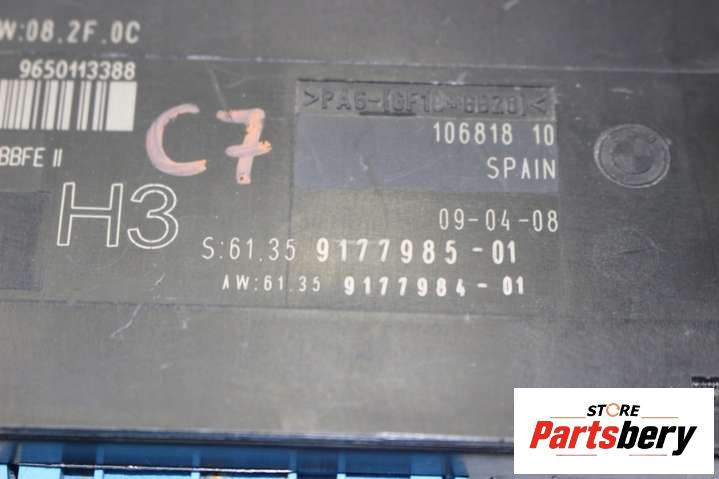 W:08.2F.0C
9650113388
BBFE II
C7
H3
106818 10
SPAIN
09-04-08
S:61.35 9177985-01
AW:61.35 9177984-01
STORE
Partsbery